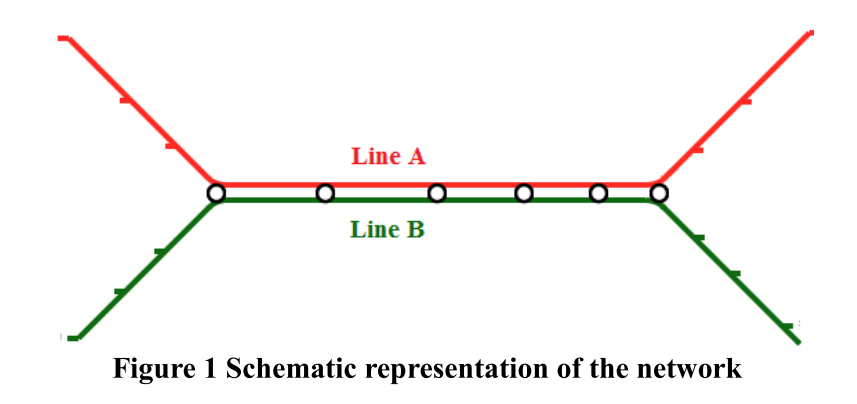 Line A
Line B
Figure 1 Schematic representation of the network